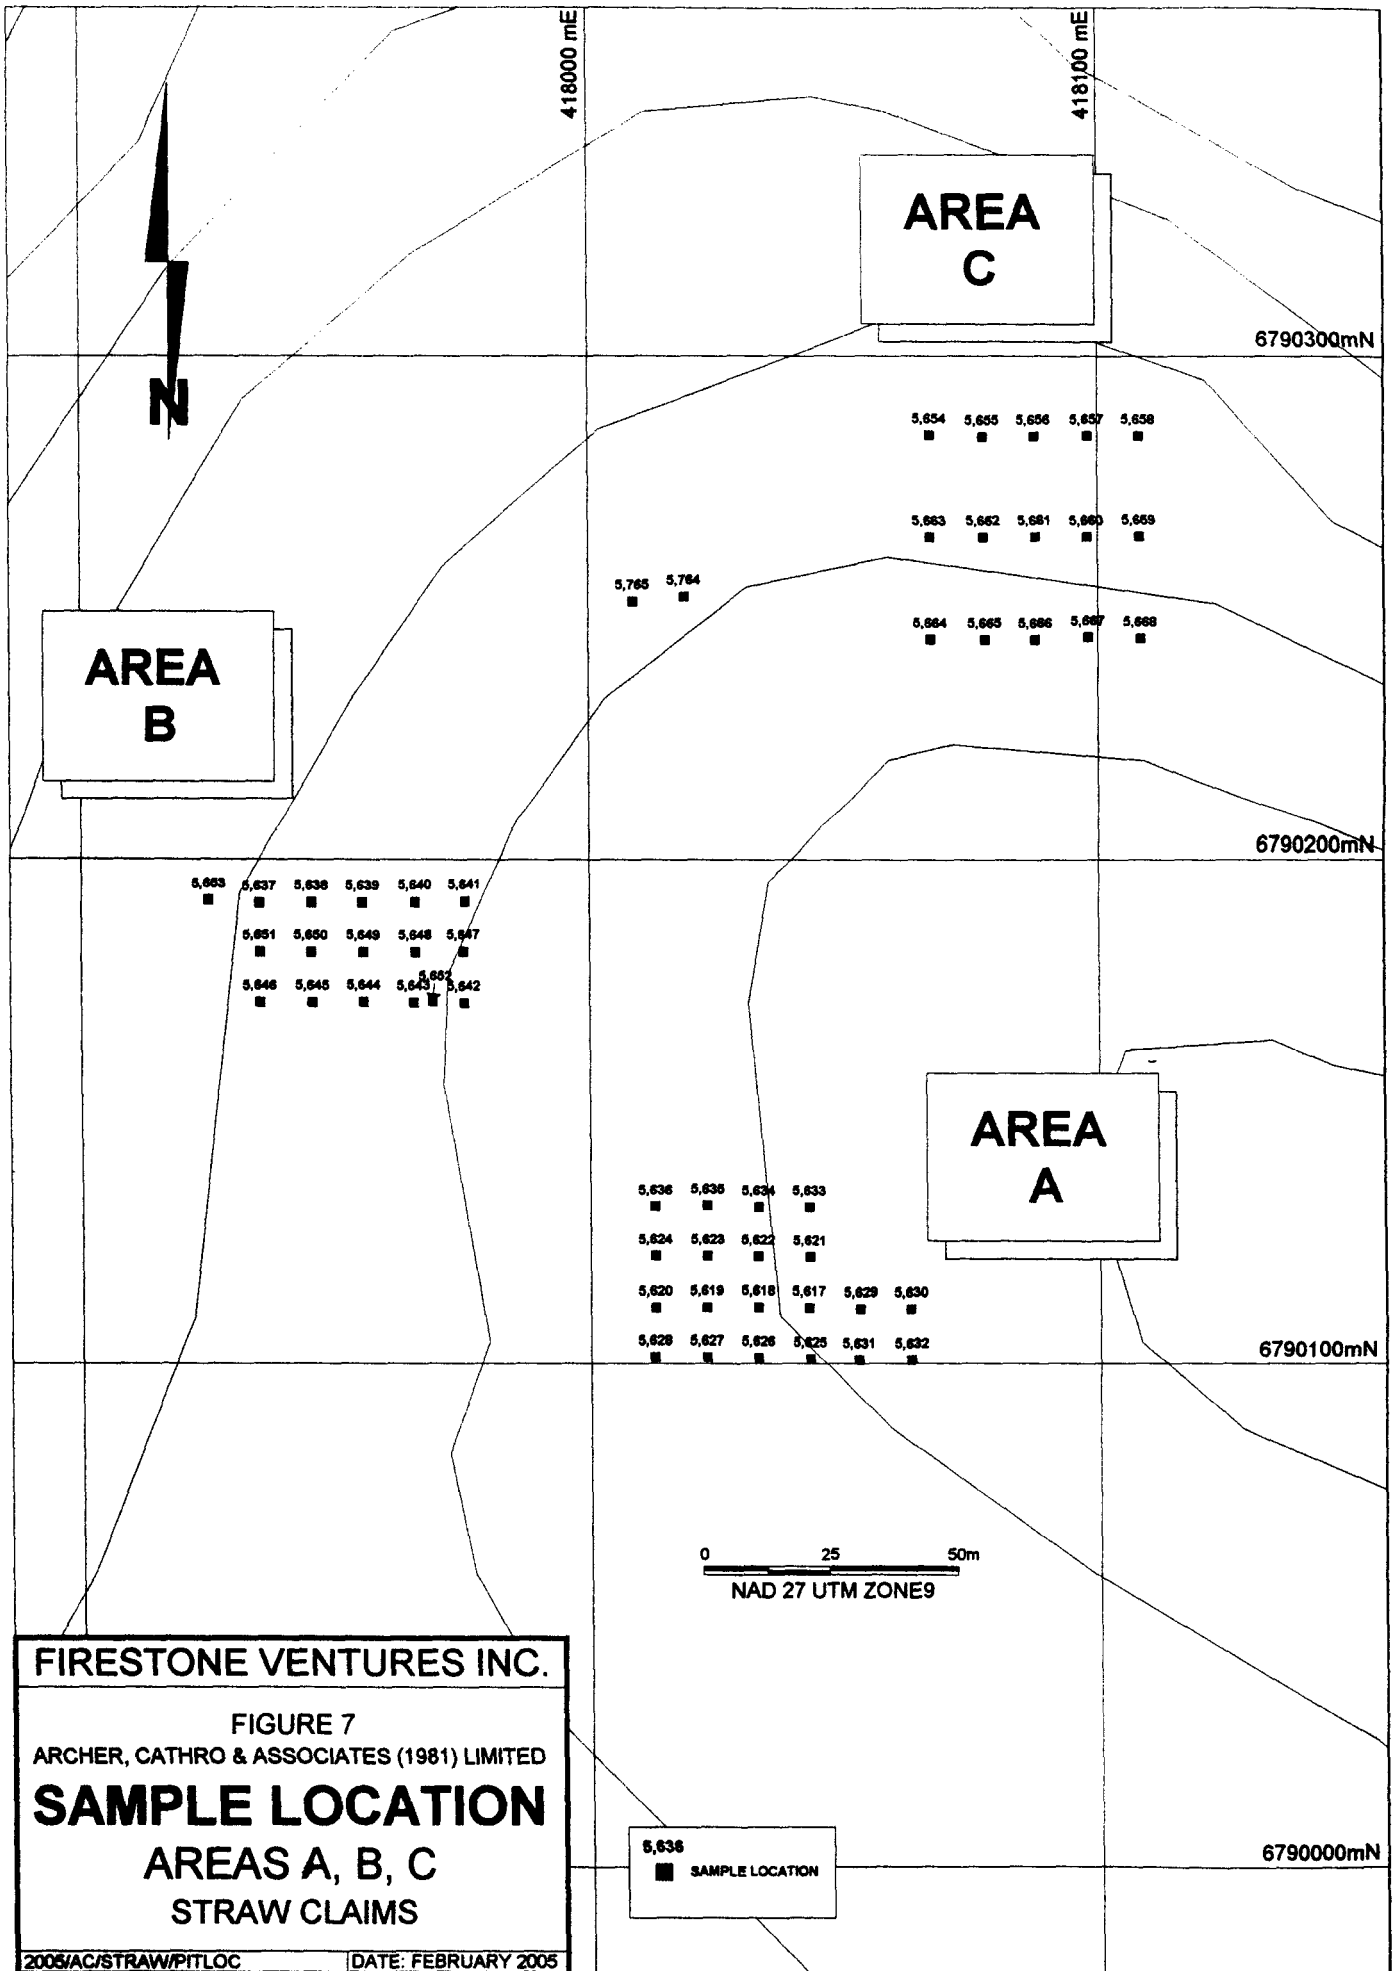 418000 mE
418100 mE
AREA
C
N
6790300mN
5,654 5,655 5,656 5,657 5,658
5,663 5,662 5,661 5,660 5,659
5,765 5,764
5,664 5,665 5,666 5,667 5,668
AREA
B
6790200mN
5,653 5,637 5,638 5,639 5,640 5,641
5,651 5,650 5,649 5,648 5,647
5,652
5,646 5,645 5,644 5,643 5,642
AREA
A
5,636 5,635 5,634 5,633
5,624 5,623 5,622 5,621
5,620 5,619 5,618 5,617 5,629 5,630
5,628 5,627 5,626 5,625 5,631 5,632
6790100mN
0 25 50m
NAD 27 UTM ZONE9
FIRESTONE VENTURES INC.
FIGURE 7
ARCHER, CATHRO & ASSOCIATES (1981) LIMITED
SAMPLE LOCATION
AREAS A, B, C
STRAW CLAIMS
2005/AC/STRAW/PITLOC DATE: FEBRUARY 2005
5,636
SAMPLE LOCATION
6790000mN